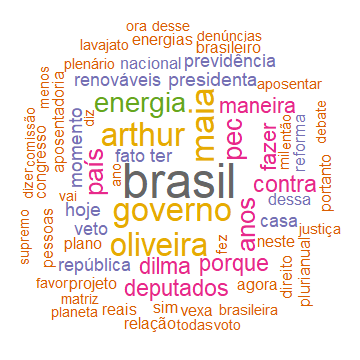 ora desse
lavajato energias denúncias
brasileiro
plenário nacional previdência
renováveis presidenta
aposentar
energia maneira
arthur maia pec
fazer
milentão
reforma
debate
portanto
menos
comissão
congresso
dizer
aposentadoria
momento
diz
país
fato ter
ano
brasil
contra
dessa
hoje
governo
anos
casa
vai
veto
fez
neste
justiça
supremo
pessoas
plano
oliveira
direito
plurianual
república dilma porque
favor projeto deputados agora
matriz
planeta reais sim vexa brasileira
relação todas voto